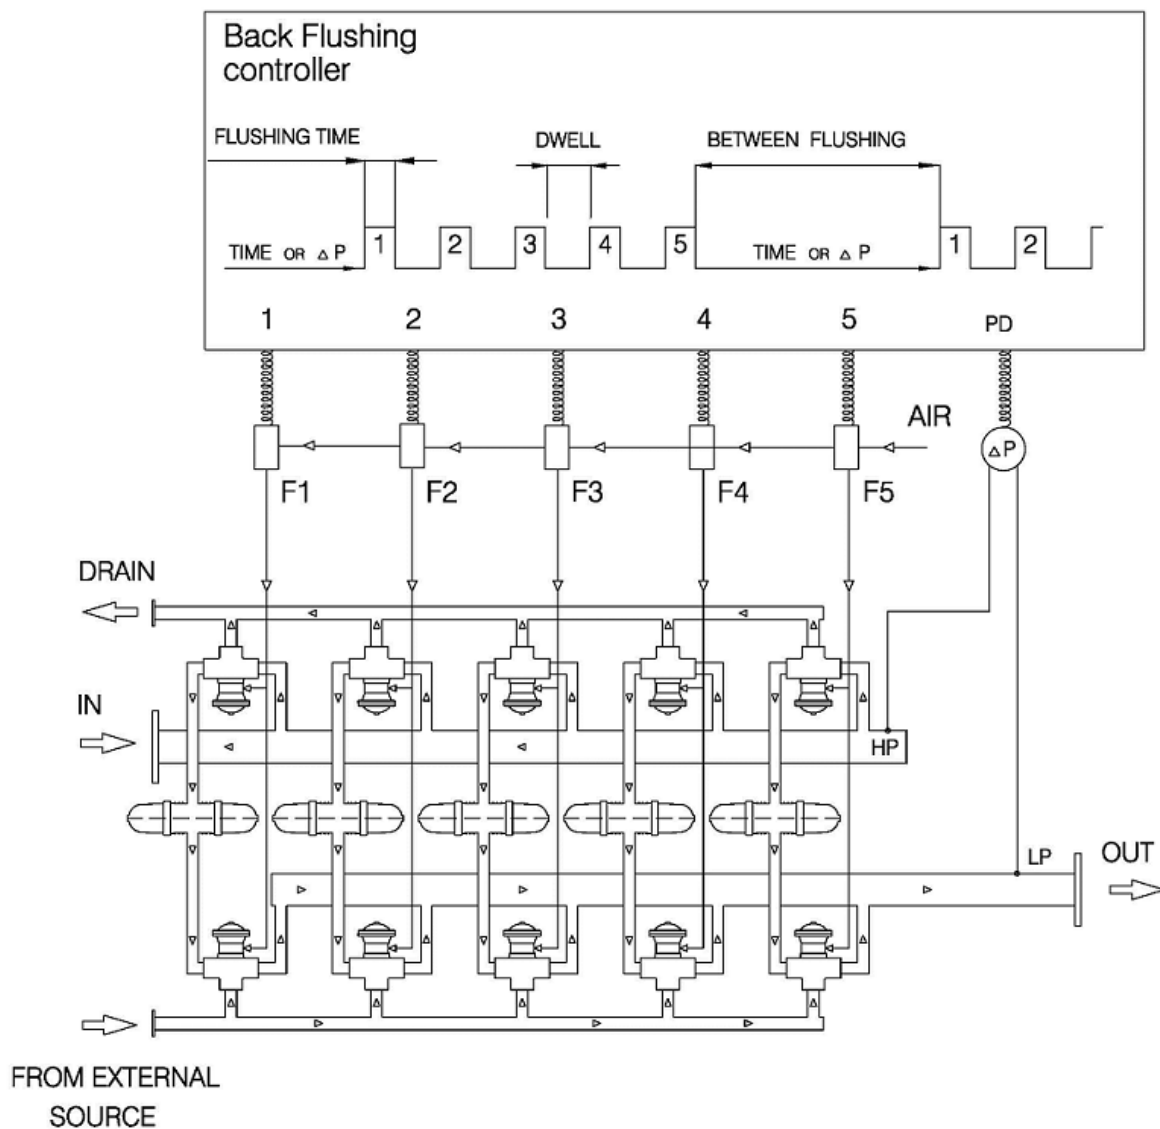 Back Flushing
controller
FLUSHING TIME
DWELL
BETWEEN FLUSHING
1
2
3
4
5
1
2
TIME OR △ P
TIME OR △ P
1
2
3
4
5
PD
AIR
△P
F1
F2
F3
F4
F5
DRAIN
IN
HP
LP
OUT
FROM EXTERNAL
SOURCE